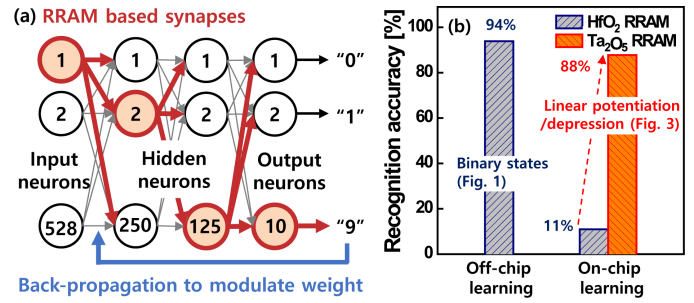 (a) RRAM based synapses
1 1 1 1 “0”
2 2 2 2 “1”
Input neurons
Hidden neurons
Output neurons
528 250 125 10 “9”
Back-propagation to modulate weight
(b)
Recognition accuracy [%]
100
80
60
40
20
0
HfO₂ RRAM
Ta₂O₅ RRAM
94%
88%
Linear potentiation
/depression (Fig. 3)
Binary states
(Fig. 1)
11%
Off-chip
learning
On-chip
learning